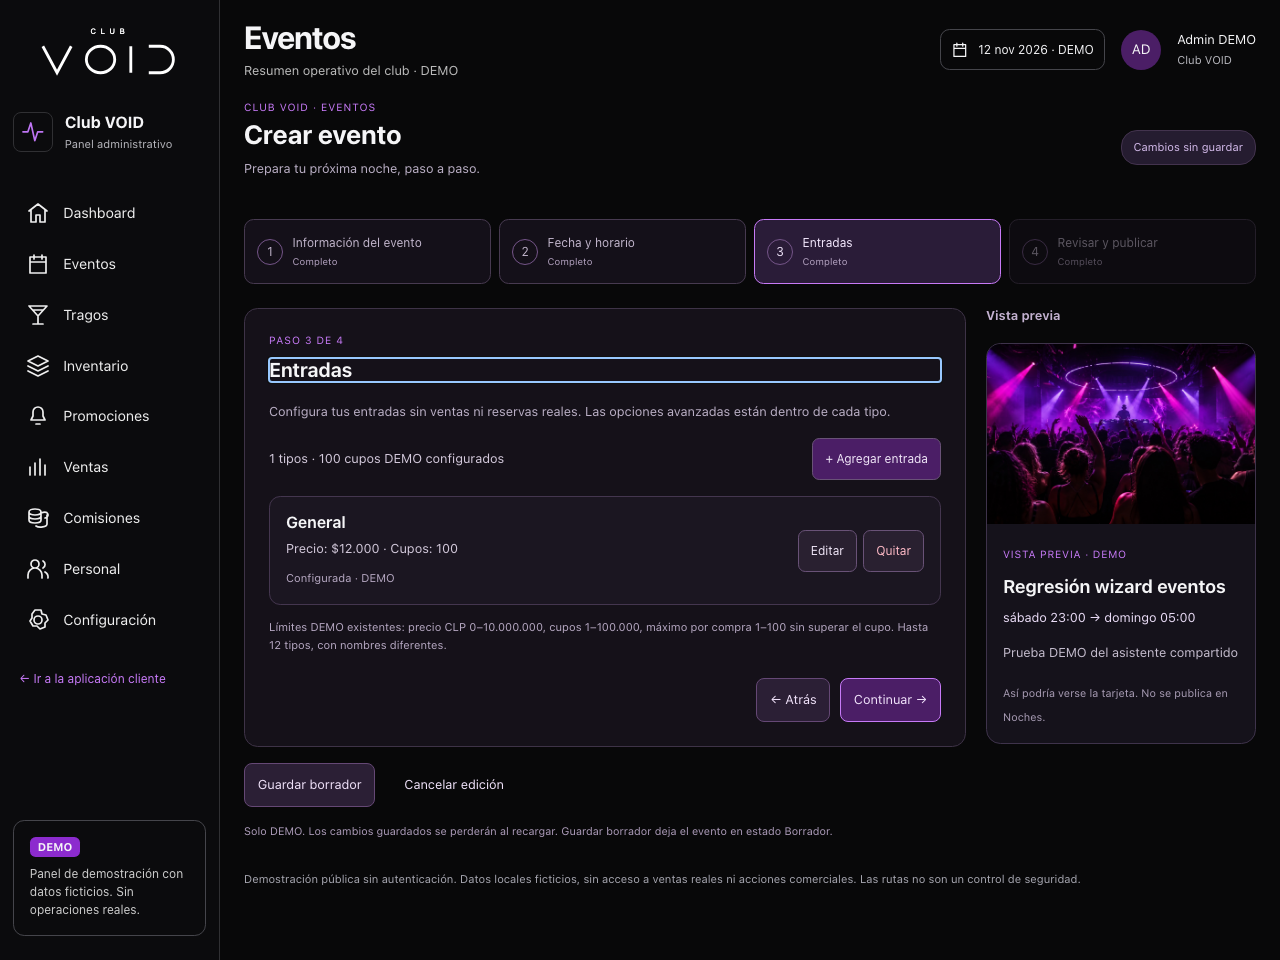 CLUB
VOID
Club VOID
Panel administrativo
Dashboard
Eventos
Tragos
Inventario
Promociones
Ventas
Comisiones
Personal
Configuración
← Ir a la aplicación cliente
DEMO
Panel de demostración con
datos ficticios. Sin
operaciones reales.
Eventos
Resumen operativo del club · DEMO
12 nov 2026 · DEMO
AD
Admin DEMO
Club VOID
CLUB VOID · EVENTOS
Crear evento
Prepara tu próxima noche, paso a paso.
Cambios sin guardar
1
Información del evento
Completo
2
Fecha y horario
Completo
3
Entradas
Completo
4
Revisar y publicar
Completo
PASO 3 DE 4
Entradas
Configura tus entradas sin ventas ni reservas reales. Las opciones avanzadas están dentro de cada tipo.
1 tipos · 100 cupos DEMO configurados
+ Agregar entrada
General
Precio: $12.000 · Cupos: 100
Configurada · DEMO
Editar
Quitar
Límites DEMO existentes: precio CLP 0–10.000.000, cupos 1–100.000, máximo por compra 1–100 sin superar el cupo. Hasta
12 tipos, con nombres diferentes.
← Atrás
Continuar →
Vista previa
VISTA PREVIA · DEMO
Regresión wizard eventos
sábado 23:00 → domingo 05:00
Prueba DEMO del asistente compartido
Así podría verse la tarjeta. No se publica en
Noches.
Guardar borrador
Cancelar edición
Solo DEMO. Los cambios guardados se perderán al recargar. Guardar borrador deja el evento en estado Borrador.
Demostración pública sin autenticación. Datos locales ficticios, sin acceso a ventas reales ni acciones comerciales. Las rutas no son un control de seguridad.